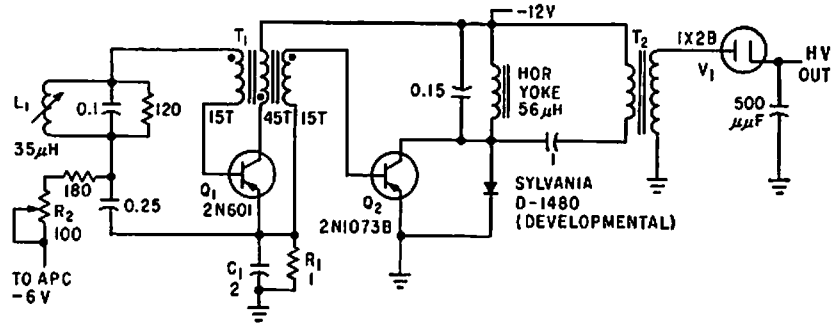 -12V
T1
T2
1X2B
V1
HV
OUT
L1
0.1
120
35μH
15T
45T
15T
0.15
HOR
YOKE
56μH
500
μμF
180
R2
100
0.25
Q1
2N601
Q2
2N1073B
1
SYLVANIA
D-1480
(DEVELOPMENTAL)
TO APC
-6V
C1
2
R1
1